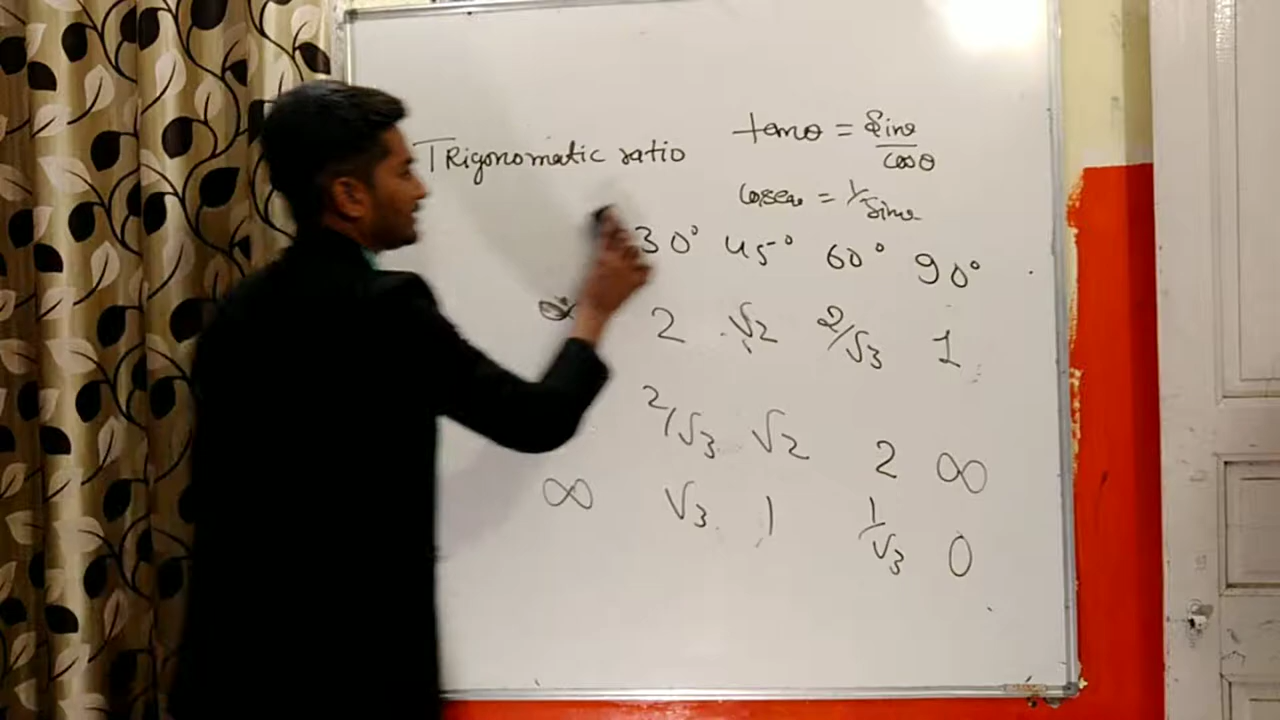 Trigonomatic ratio
tanθ = Sinθ/cosθ
cosecθ = 1/Sinθ
30° 45° 60° 90°
∞ 2 √2 2/√3 1
2/√3 √2 2 ∞
∞ √3 1 1/√3 0